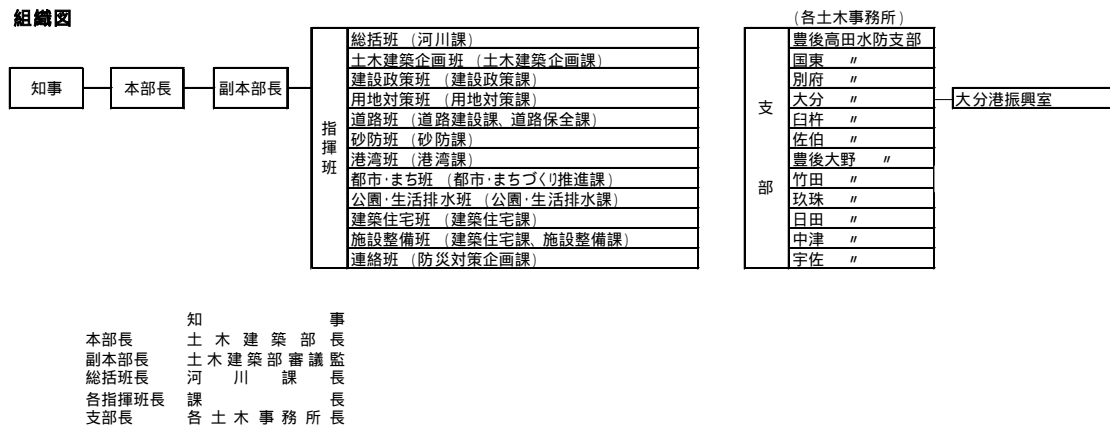 組織図
知事
本部長
副本部長
指揮班
総括班 (河川課)
土木建築企画班 (土木建築企画課)
建設政策班 (建設政策課)
用地対策班 (用地対策課)
道路班 (道路建設課、道路保全課)
砂防班 (砂防課)
港湾班 (港湾課)
都市・まち班 (都市・まちづくり推進課)
公園・生活排水班 (公園・生活排水課)
建築住宅班 (建築住宅課)
施設整備班 (建築住宅課、施設整備課)
連絡班 (防災対策企画課)
(各土木事務所)
支部
豊後高田水防支部
国東 〃
別府 〃
大分 〃
臼杵 〃
佐伯 〃
豊後大野 〃
竹田 〃
玖珠 〃
日田 〃
中津 〃
宇佐 〃
大分港振興室
知事
本部長 土木建築部長
副本部長 土木建築部審議監
総括班長 河川課長
各指揮班長 課長
支部長 各土木事務所長